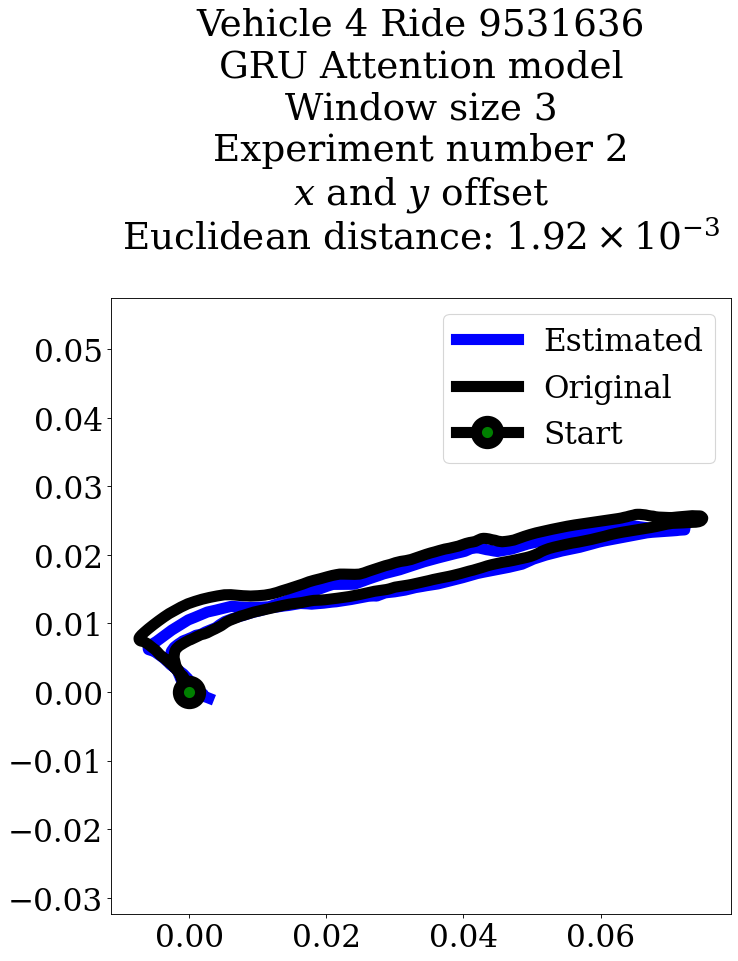 Vehicle 4 Ride 9531636
GRU Attention model
Window size 3
Experiment number 2
x and y offset
Euclidean distance: 1.92 × 10⁻³
Estimated
Original
Start
0.05
0.04
0.03
0.02
0.01
0.00
−0.01
−0.02
−0.03
0.00 0.02 0.04 0.06